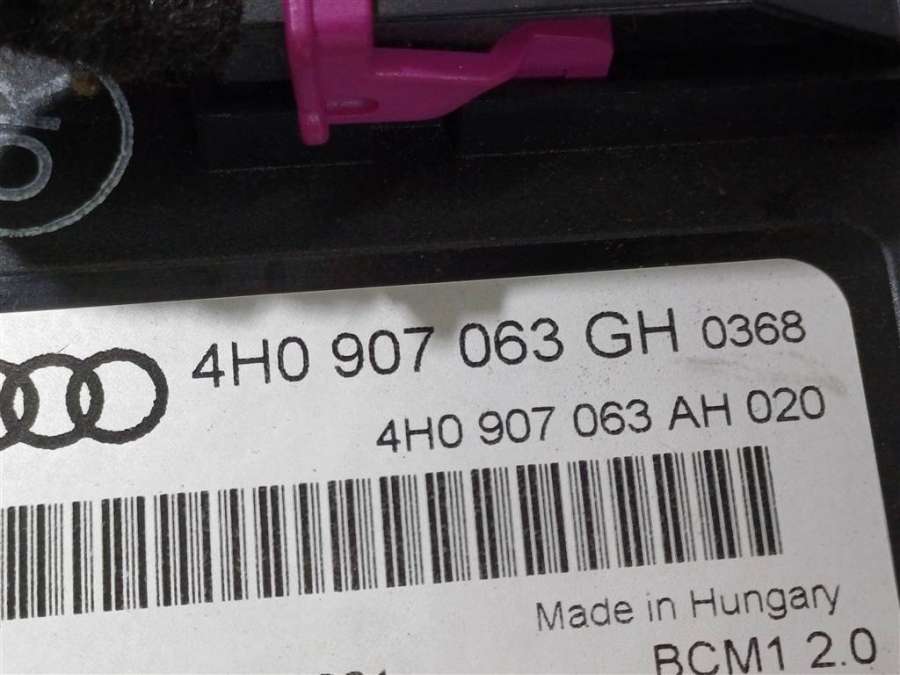 4H0 907 063 GH 0368
4H0 907 063 AH 020
Made in Hungary
BCM1 2.0